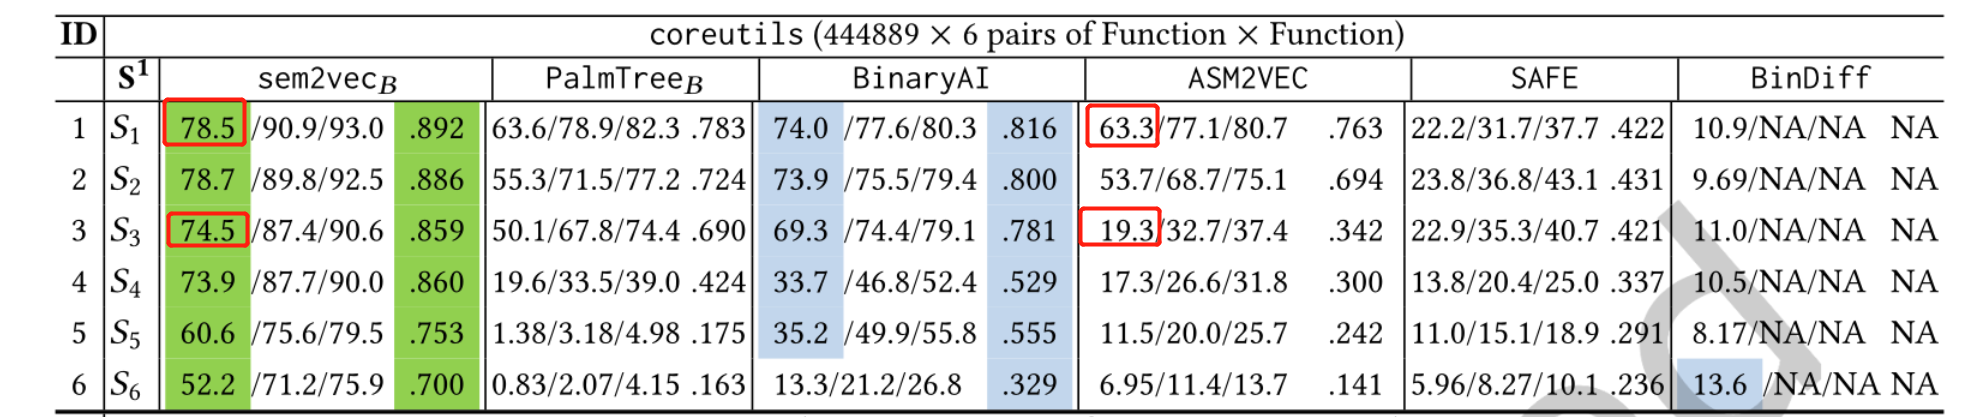 ID coreutils (444889 × 6 pairs of Function × Function)
S¹ sem2vec_B PalmTree_B BinaryAI ASM2VEC SAFE BinDiff
1 S₁ 78.5 /90.9/93.0 .892 63.6/78.9/82.3 .783 74.0 /77.6/80.3 .816 63.3/77.1/80.7 .763 22.2/31.7/37.7 .422 10.9/NA/NA NA
2 S₂ 78.7 /89.8/92.5 .886 55.3/71.5/77.2 .724 73.9 /75.5/79.4 .800 53.7/68.7/75.1 .694 23.8/36.8/43.1 .431 9.69/NA/NA NA
3 S₃ 74.5 /87.4/90.6 .859 50.1/67.8/74.4 .690 69.3 /74.4/79.1 .781 19.3/32.7/37.4 .342 22.9/35.3/40.7 .421 11.0/NA/NA NA
4 S₄ 73.9 /87.7/90.0 .860 19.6/33.5/39.0 .424 33.7 /46.8/52.4 .529 17.3/26.6/31.8 .300 13.8/20.4/25.0 .337 10.5/NA/NA NA
5 S₅ 60.6 /75.6/79.5 .753 1.38/3.18/4.98 .175 35.2 /49.9/55.8 .555 11.5/20.0/25.7 .242 11.0/15.1/18.9 .291 8.17/NA/NA NA
6 S₆ 52.2 /71.2/75.9 .700 0.83/2.07/4.15 .163 13.3/21.2/26.8 .329 6.95/11.4/13.7 .141 5.96/8.27/10.1 .236 13.6 /NA/NA NA